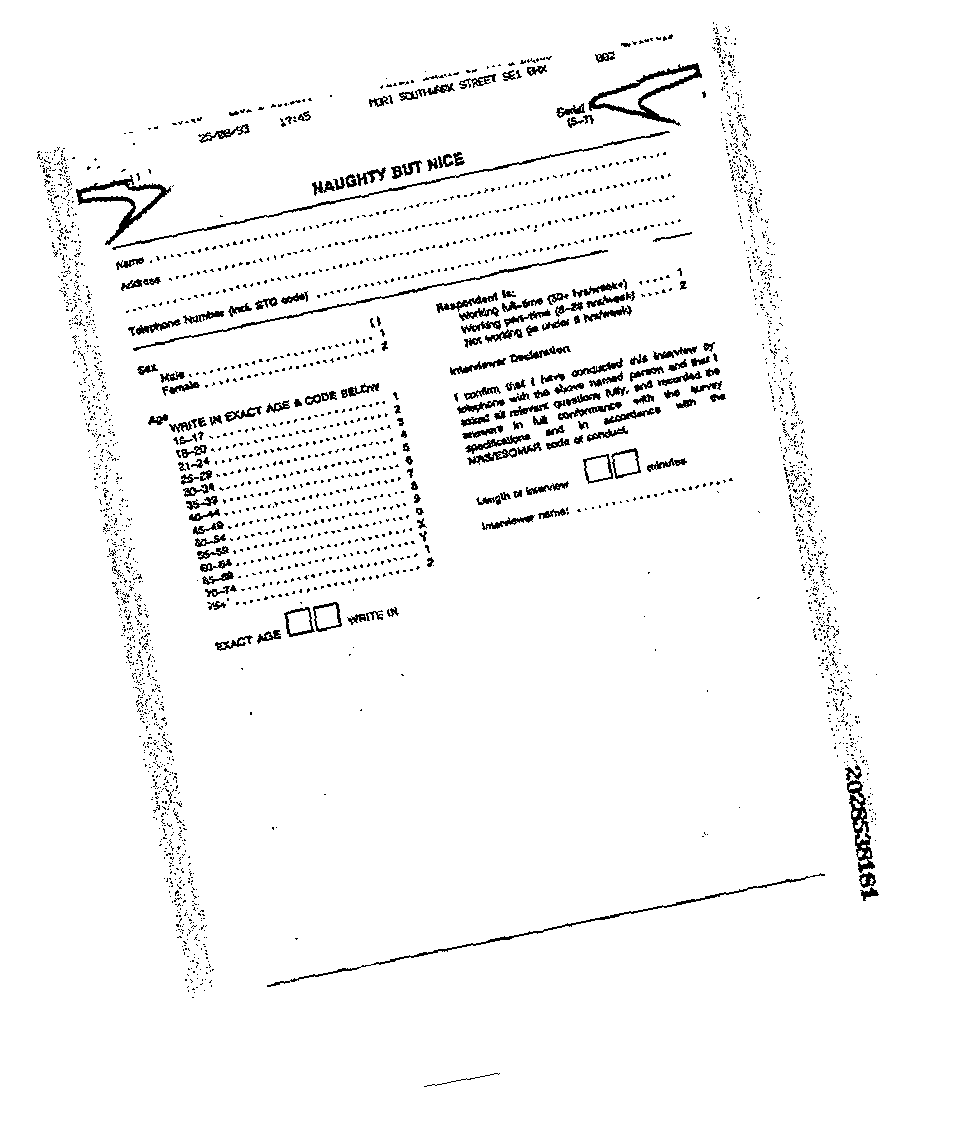 25/08/93 17:45 MORI SOUTHWARK STREET SE1 0HX 002
Serial
(5-7)
NAUGHTY BUT NICE
Name
Address
Telephone Number (incl. STD code)
Sex ( )
Male 1
Female 2
Age
WRITE IN EXACT AGE & CODE BELOW
15-17 1
18-20 2
21-24 3
25-29 4
30-34 5
35-39 6
40-44 7
45-49 8
50-54 9
55-59 0
60-64 X
65-69 Y
70-74 1
75+ 2
EXACT AGE WRITE IN
Respondent is:
Working full-time (30+ hrs/week+) 1
Working part-time (8-29 hrs/week) 2
Not working (ie under 8 hrs/week)
Interviewer Declaration
I confirm that I have conducted this interview by
telephone with the above named person and that I
asked all relevant questions fully, and recorded the
answers in full conformance with the survey
specifications and in accordance with the
MRS/ESOMAR code of conduct.
Length of interview minutes
Interviewer name:
2028538161